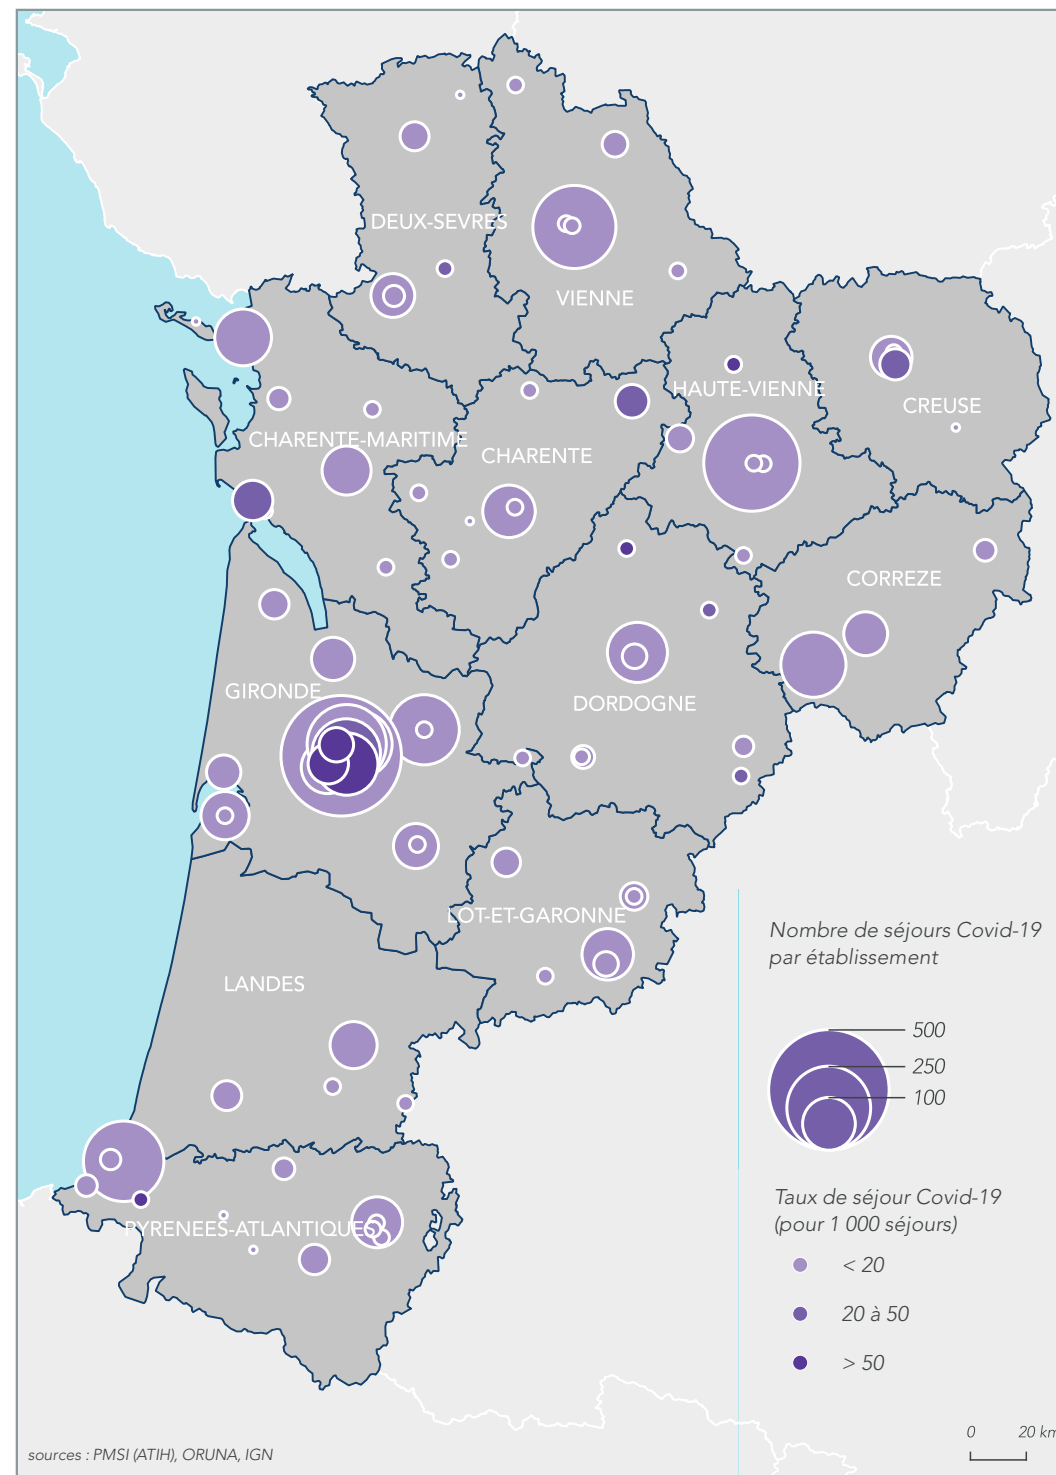 DEUX-SEVRES
VIENNE
HAUTE-VIENNE
CREUSE
CHARENTE-MARITIME
CHARENTE
CORREZE
GIRONDE
DORDOGNE
LOT-ET-GARONNE
LANDES
PYRENEES-ATLANTIQUES
Nombre de séjours Covid-19
par établissement
500
250
100
Taux de séjour Covid-19
(pour 1 000 séjours)
< 20
20 à 50
> 50
0 20 km
sources : PMSI (ATIH), ORUNA, IGN